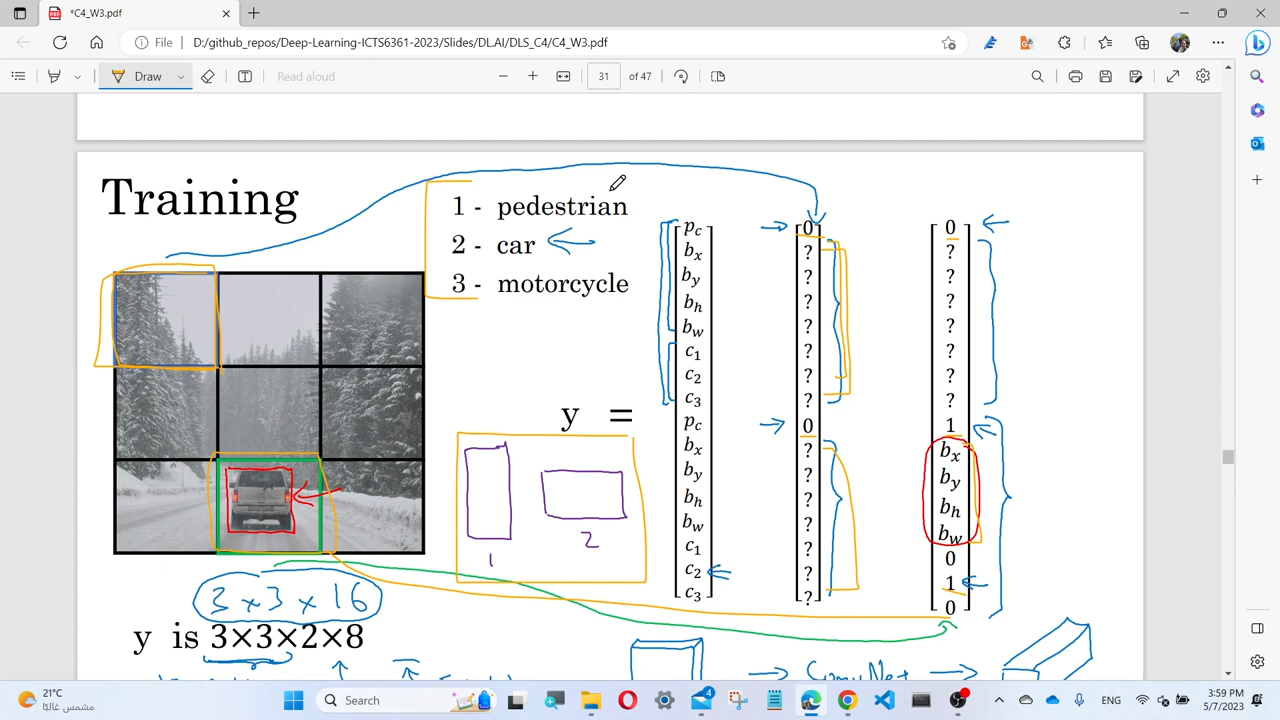 *C4_W3.pdf
File D:/github_repos/Deep-Learning-ICTS6361-2023/Slides/DL.AI/DLS_C4/C4_W3.pdf
Draw Read aloud 31 of 47
Training
1 - pedestrian
2 - car
3 - motorcycle
y =
p_c
b_x
b_y
b_h
b_w
c_1
c_2
c_3
p_c
b_x
b_y
b_h
b_w
c_1
c_2
c_3
0
?
?
?
?
?
?
?
0
?
?
?
?
?
?
?
0
?
?
?
?
?
?
?
1
b_x
b_y
b_h
b_w
0
1
0
1
2
3×3×16
y is 3×3×2×8
ConvNet
21°C
مشمس غالبًا
Search
4
ENG
3:59 PM
5/7/2023